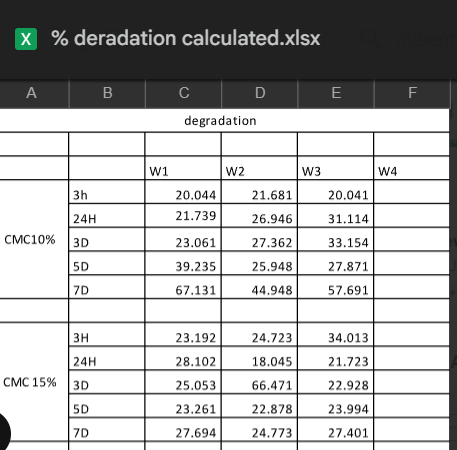 X % deradation calculated.xlsx
A B C D E F
degradation
W1 W2 W3 W4
3h 20.044 21.681 20.041
24H 21.739 26.946 31.114
CMC10% 3D 23.061 27.362 33.154
5D 39.235 25.948 27.871
7D 67.131 44.948 57.691
3H 23.192 24.723 34.013
24H 28.102 18.045 21.723
CMC 15% 3D 25.053 66.471 22.928
5D 23.261 22.878 23.994
7D 27.694 24.773 27.401